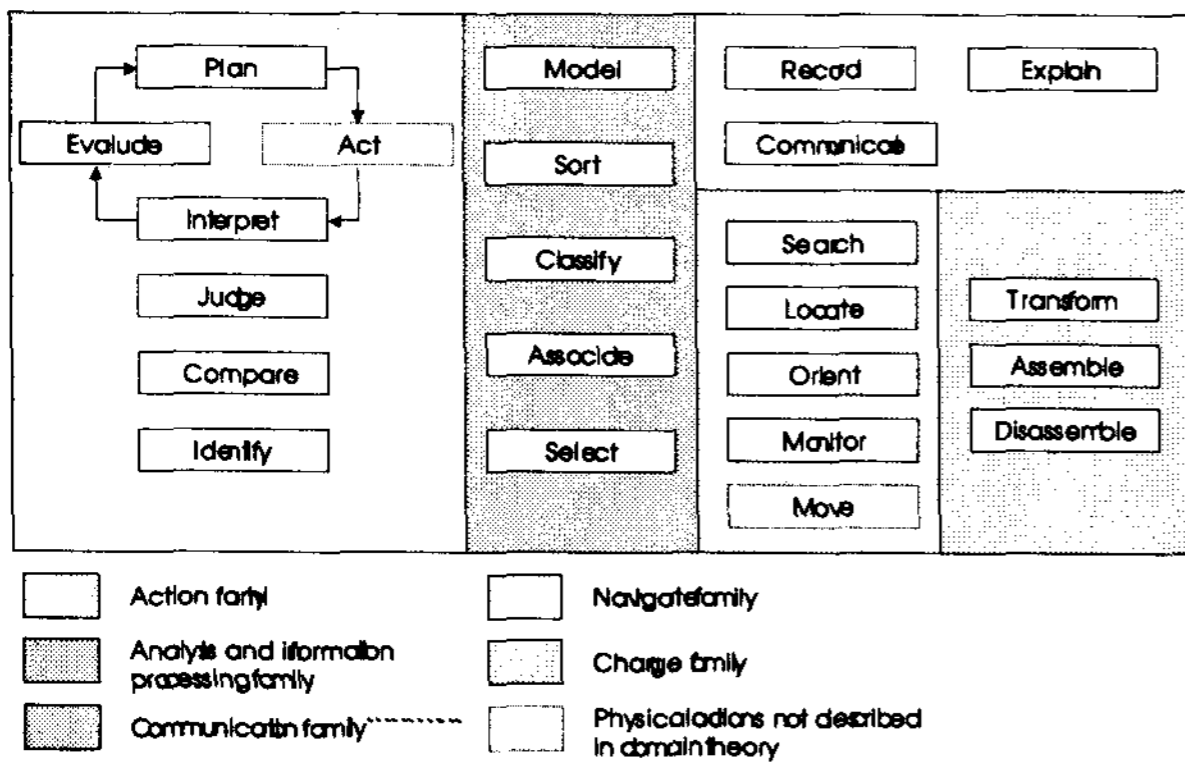 Plan
Evalude
Act
Interpret
Judge
Compare
Identify
Model
Sort
Classify
Associde
Select
Record
Explain
Communicate
Search
Locate
Orient
Monitor
Move
Transform
Assemble
Disassemble
Action family
Analysis and information
processing family
Communication family
Navigate family
Change family
Physical actions not described
in domain theory